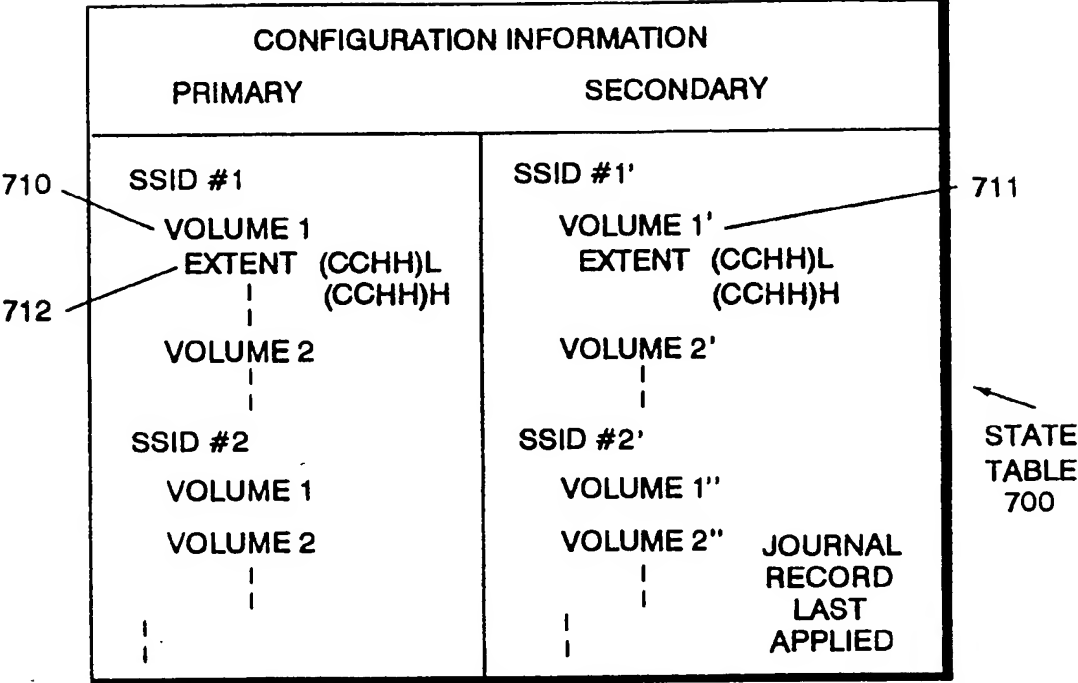 CONFIGURATION INFORMATION
PRIMARY SECONDARY
710 SSID #1 SSID #1' 711
VOLUME 1 VOLUME 1'
EXTENT (CCHH)L EXTENT (CCHH)L
712 (CCHH)H (CCHH)H
VOLUME 2 VOLUME 2'
SSID #2 SSID #2'
VOLUME 1 VOLUME 1''
VOLUME 2 VOLUME 2''
JOURNAL
RECORD
LAST
APPLIED
STATE
TABLE
700